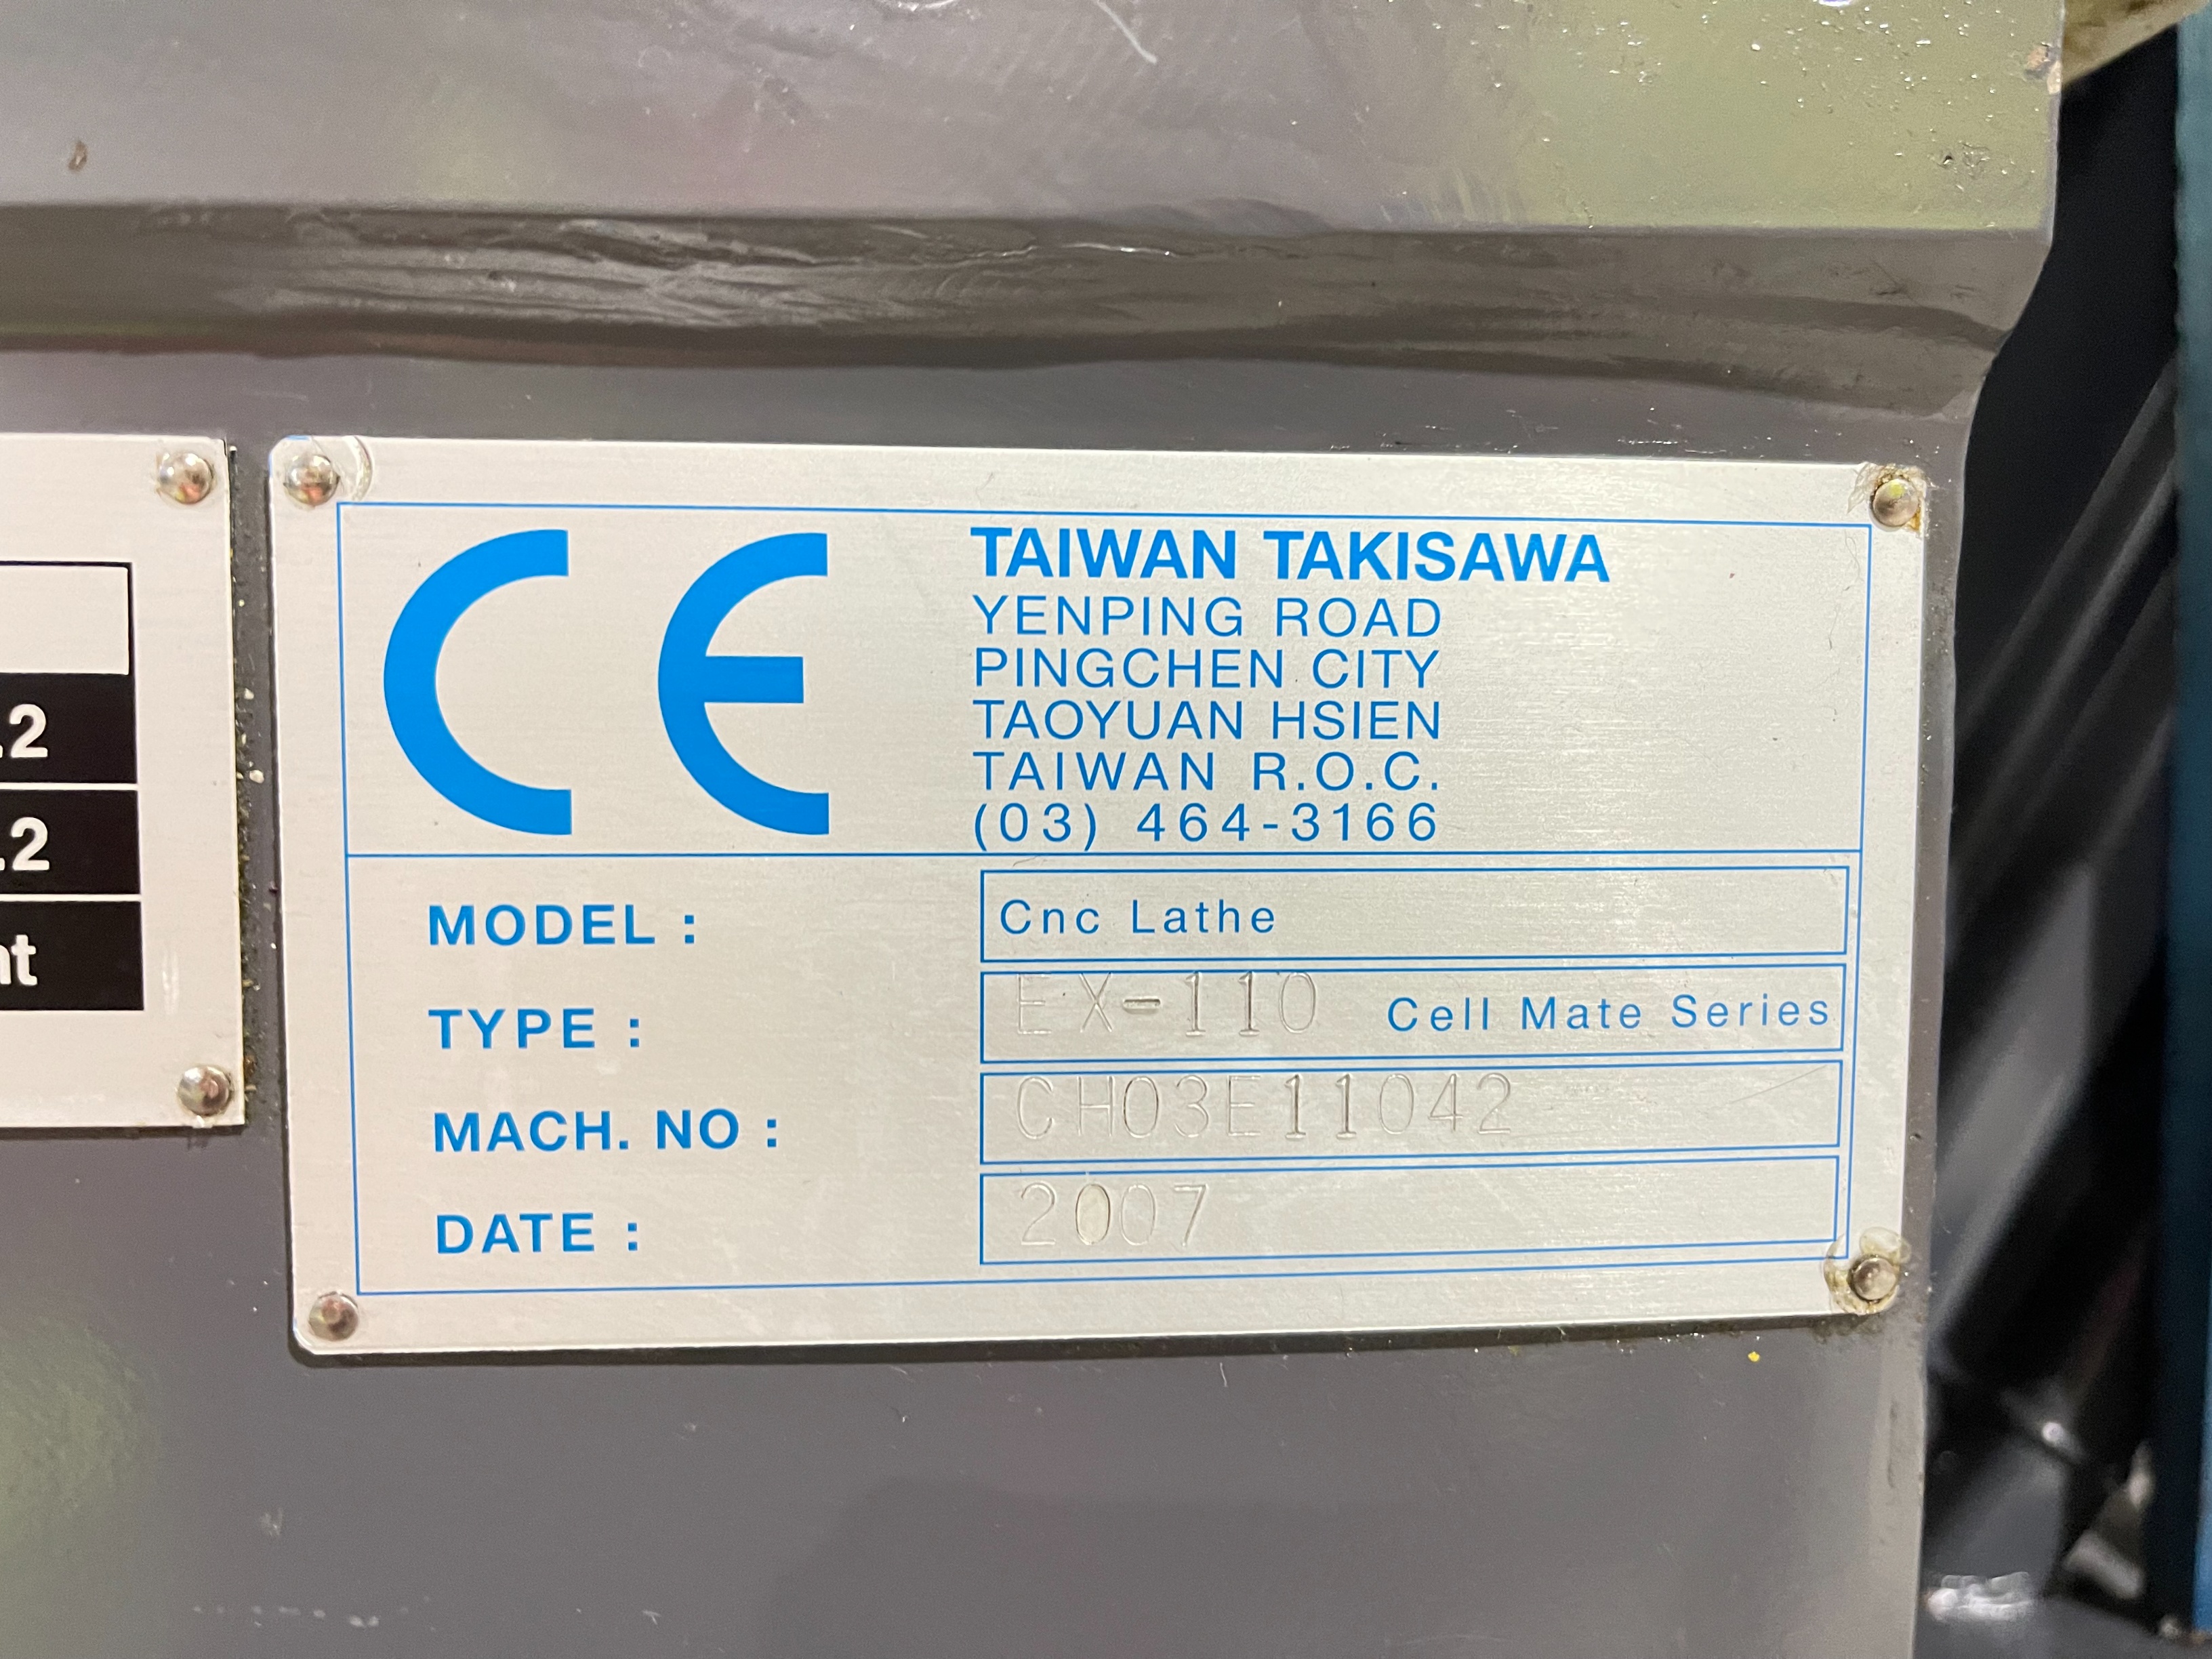 .2
.2
nt
CE
TAIWAN TAKISAWA
YENPING ROAD
PINGCHEN CITY
TAOYUAN HSIEN
TAIWAN R.O.C.
(03) 464-3166
MODEL : Cnc Lathe
TYPE : EX-110 Cell Mate Series
MACH. NO : CH03E11042
DATE : 2007